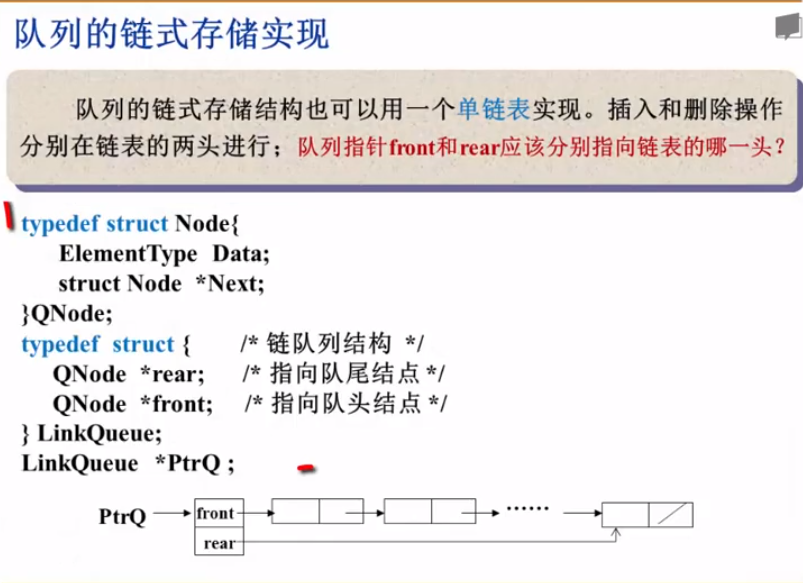 队列的链式存储实现
队列的链式存储结构也可以用一个单链表实现。插入和删除操作
分别在链表的两头进行；队列指针front和rear应该分别指向链表的哪一头？
typedef struct Node{
ElementType Data;
struct Node *Next;
}QNode;
typedef struct { /* 链队列结构 */
QNode *rear; /* 指向队尾结点 */
QNode *front; /* 指向队头结点 */
} LinkQueue;
LinkQueue *PtrQ ;
PtrQ front ······
rear